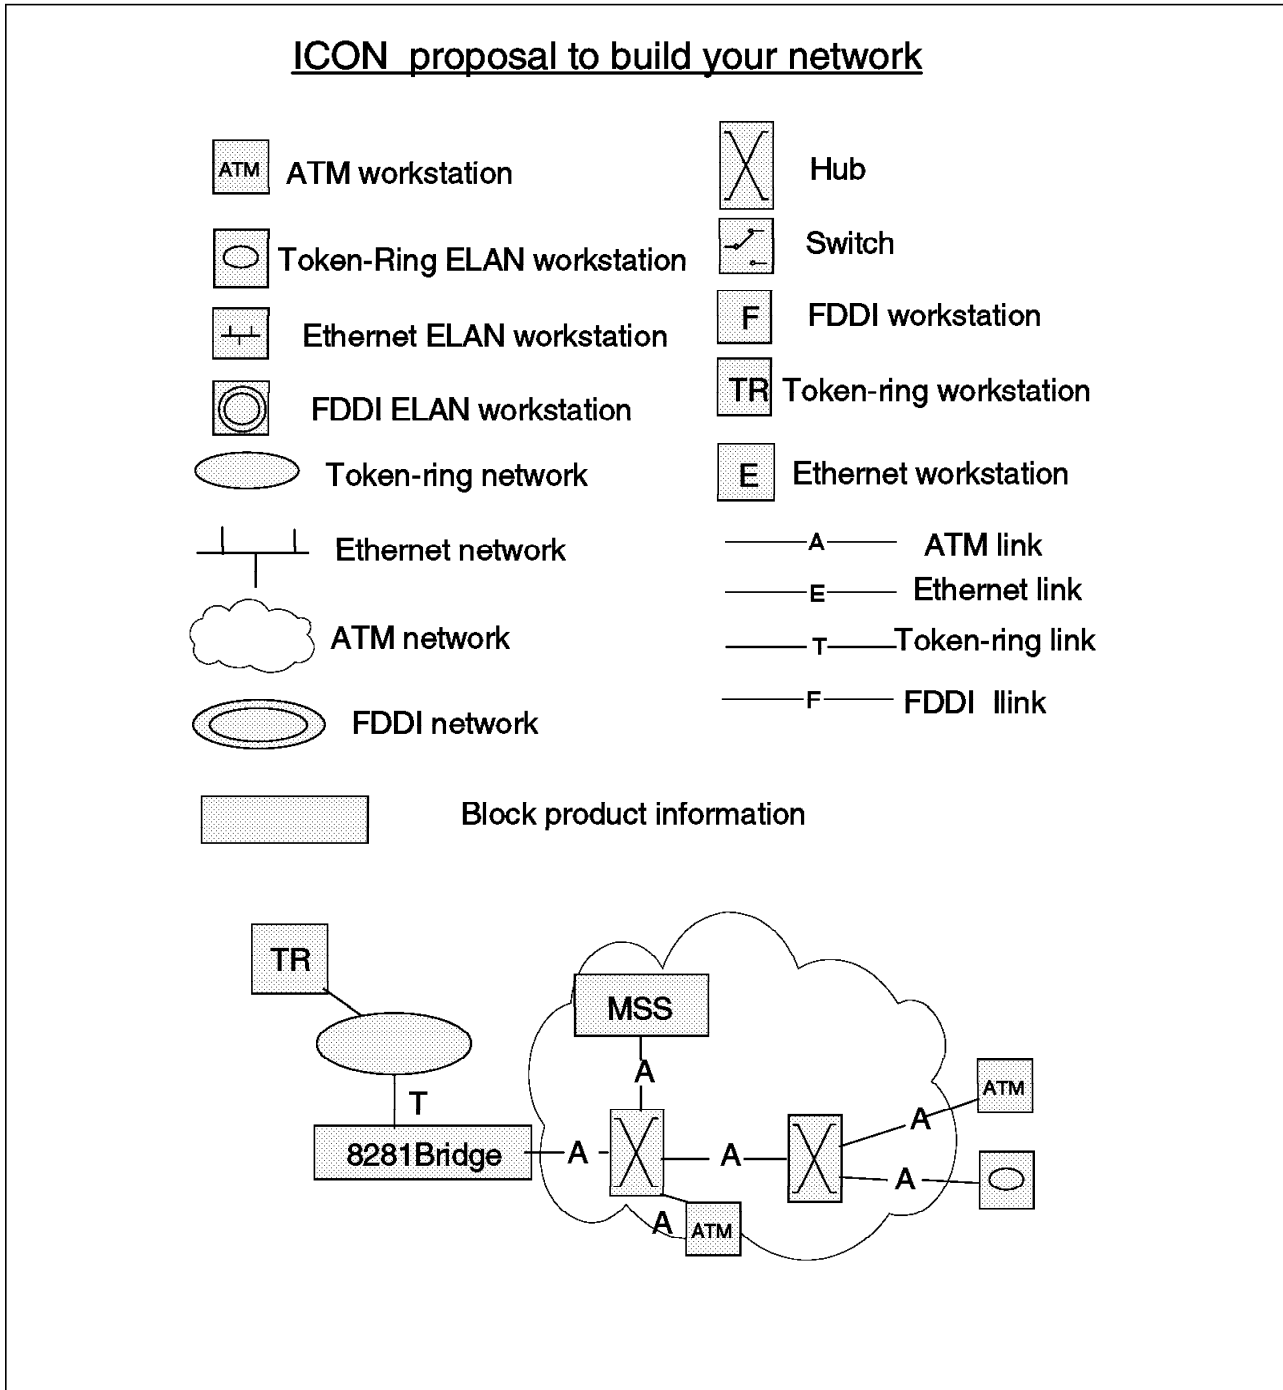 ICON proposal to build your network
ATM ATM workstation
Token-Ring ELAN workstation
Ethernet ELAN workstation
FDDI ELAN workstation
Token-ring network
Ethernet network
ATM network
FDDI network
Hub
Switch
F FDDI workstation
TR Token-ring workstation
E Ethernet workstation
A ATM link
E Ethernet link
T Token-ring link
F FDDI llink
Block product information
TR
MSS
A
T
8281Bridge
A
A
A
ATM
A
ATM
A